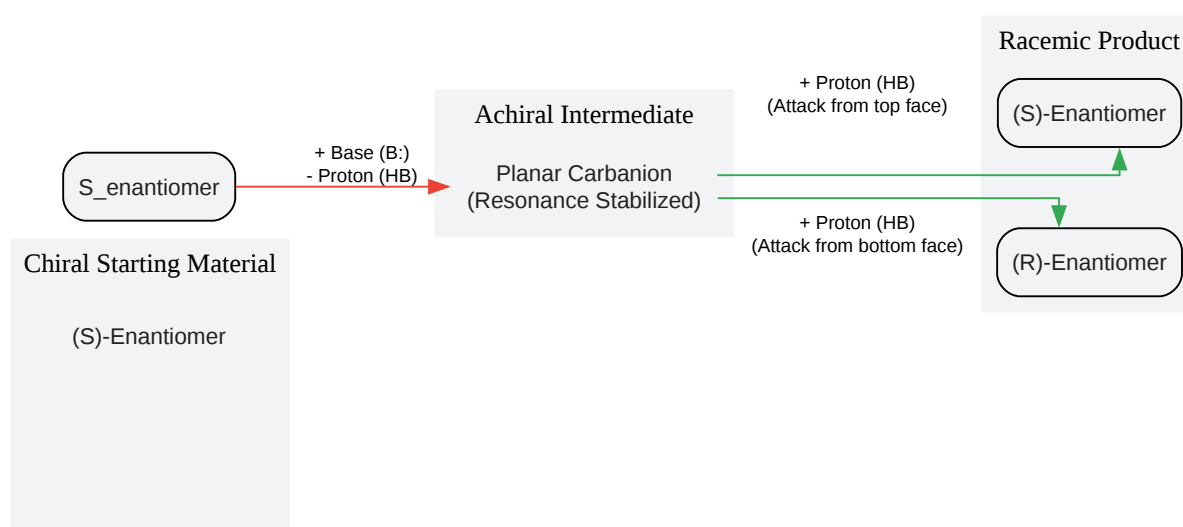 S_enantiomer
Chiral Starting Material
(S)-Enantiomer
+ Base (B:)
- Proton (HB)
Achiral Intermediate
Planar Carbanion
(Resonance Stabilized)
+ Proton (HB)
(Attack from top face)
+ Proton (HB)
(Attack from bottom face)
Racemic Product
(S)-Enantiomer
(R)-Enantiomer